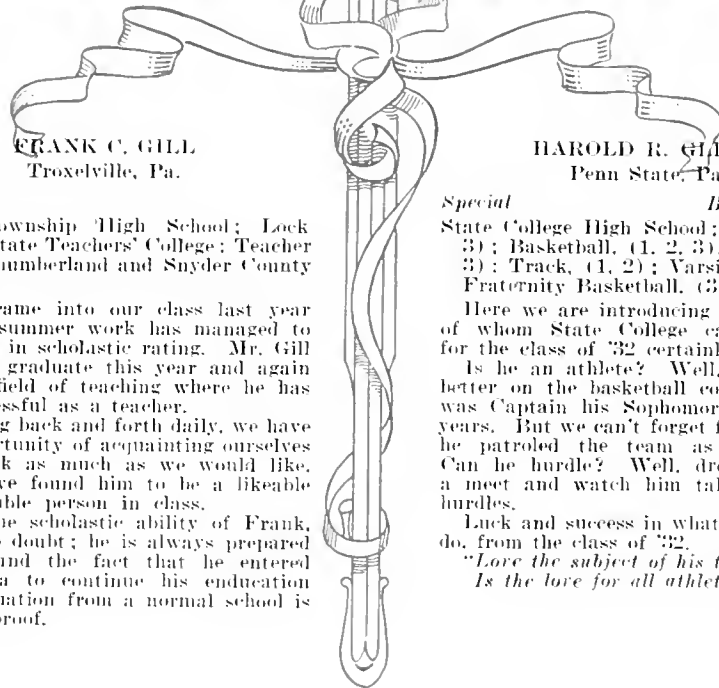 FRANK C. GILL
Troxelville, Pa.
ownship High School; Lock
tate Teachers' College; Teacher
humberland and Snyder County
came into our class last year
summer work has managed to
in scholastic rating. Mr. Gill
graduate this year and again
field of teaching where he has
essful as a teacher.
g back and forth daily, we have
rtunity of acquainting ourselves
k as much as we would like.
ve found him to be a likeable
ble person in class.
he scholastic ability of Frank,
doubt; he is always prepared
und the fact that he entered
a to continue his enducation
nation from a normal school is
proof.
HAROLD R. GIL
Penn State, Pa
Special B
State College High School;
3); Basketball, (1, 2, 3),
3); Track, (1, 2); Varsi
Fraternity Basketball, (3
Here we are introducing
of whom State College ca
for the class of '32 certainl
Is he an athlete? Well,
better on the basketball co
was Captain his Sophomor
years. But we can't forget f
he patroled the team as
Can he hurdle? Well, dro
a meet and watch him tal
hurdles.
Luck and success in what
do, from the class of '32.
"Lore the subject of his t
Is the lore for all athlet